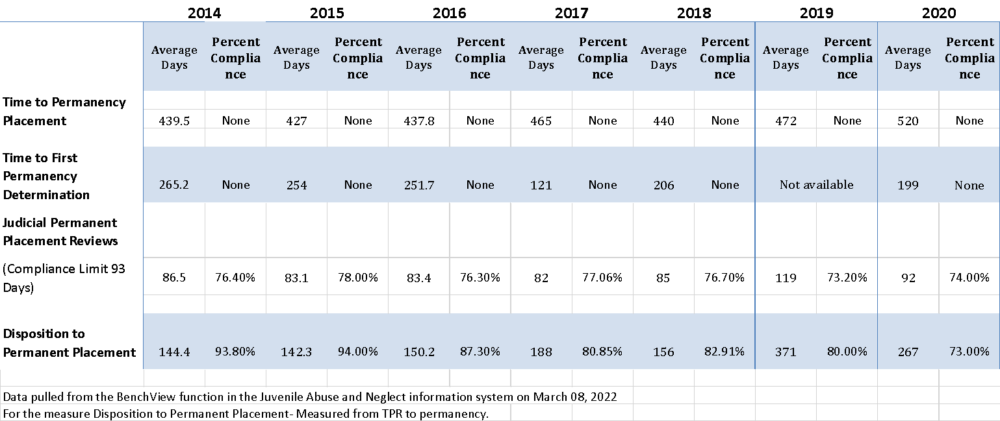 2014 2015 2016 2017 2018 2019 2020
Average Percent Average Percent Average Percent Average Percent Average Percent Average Percent Average Percent
Days Complia Days Complia Days Complia Days Complia Days Complia Days Complia Days Complia
nce nce nce nce nce nce nce
Time to Permanency
Placement 439.5 None 427 None 437.8 None 465 None 440 None 472 None 520 None
Time to First
Permanency
Determination 265.2 None 254 None 251.7 None 121 None 206 None Not available 199 None
Judicial Permanent
Placement Reviews
(Compliance Limit 93
Days) 86.5 76.40% 83.1 78.00% 83.4 76.30% 82 77.06% 85 76.70% 119 73.20% 92 74.00%
Disposition to
Permanent Placement 144.4 93.80% 142.3 94.00% 150.2 87.30% 188 80.85% 156 82.91% 371 80.00% 267 73.00%
Data pulled from the BenchView function in the Juvenile Abuse and Neglect information system on March 08, 2022
For the measure Disposition to Permanent Placement- Measured from TPR to permanency.